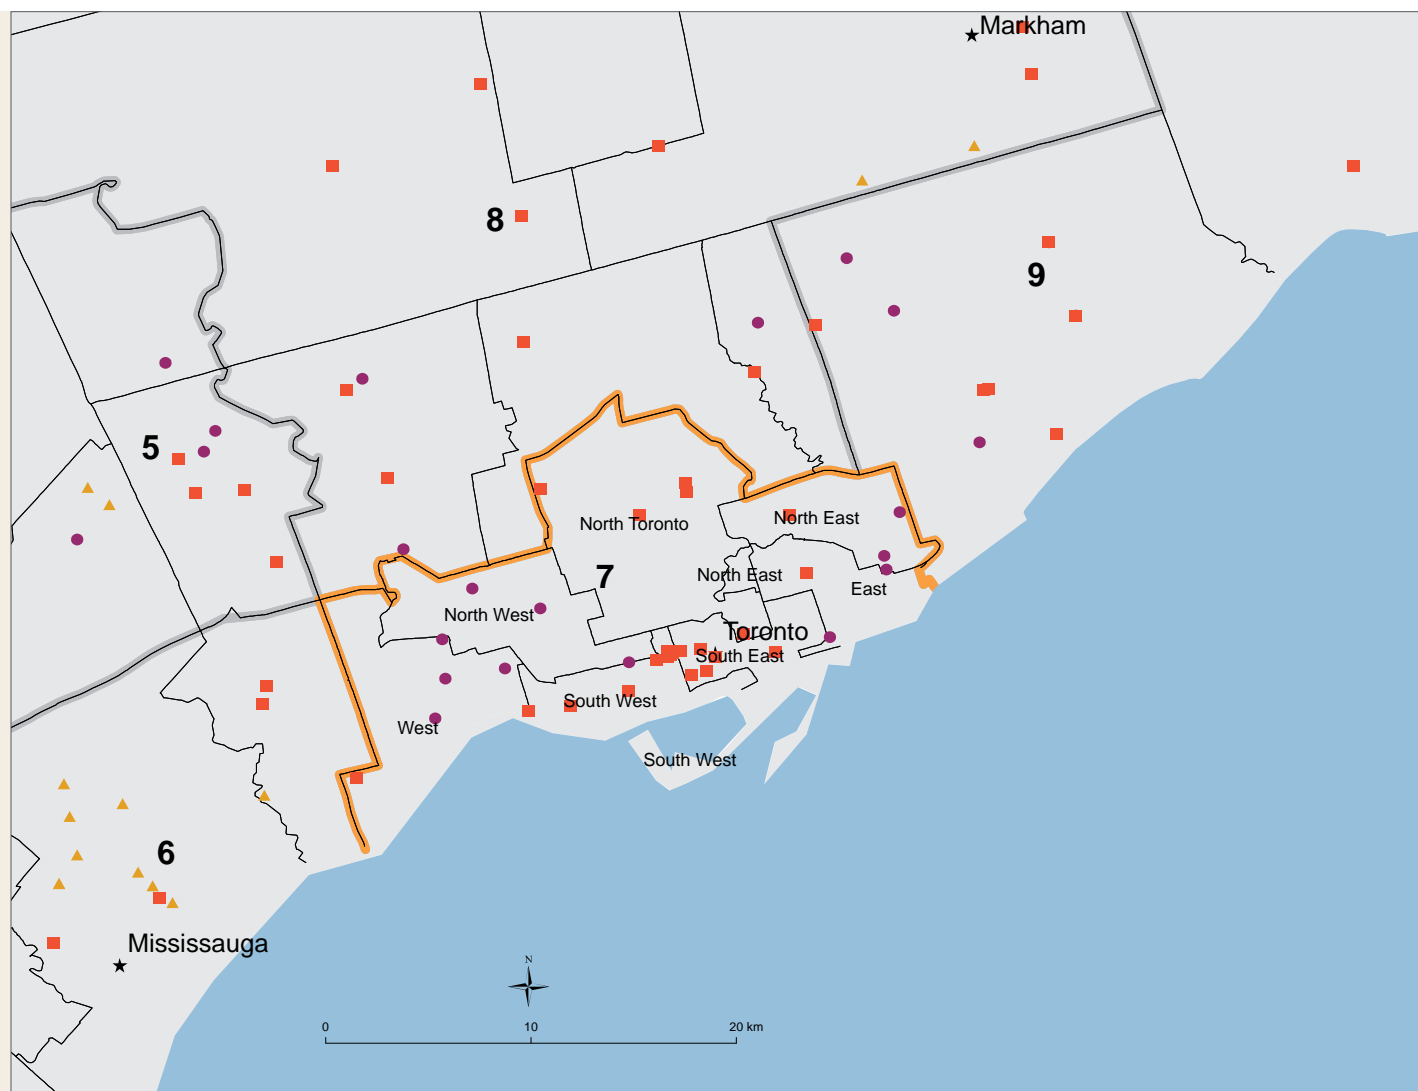 Markham
8
9
5
North Toronto
North East
7
North East
East
North West
Toronto
South East
South West
West
South West
6
Mississauga
N
0 10 20 km